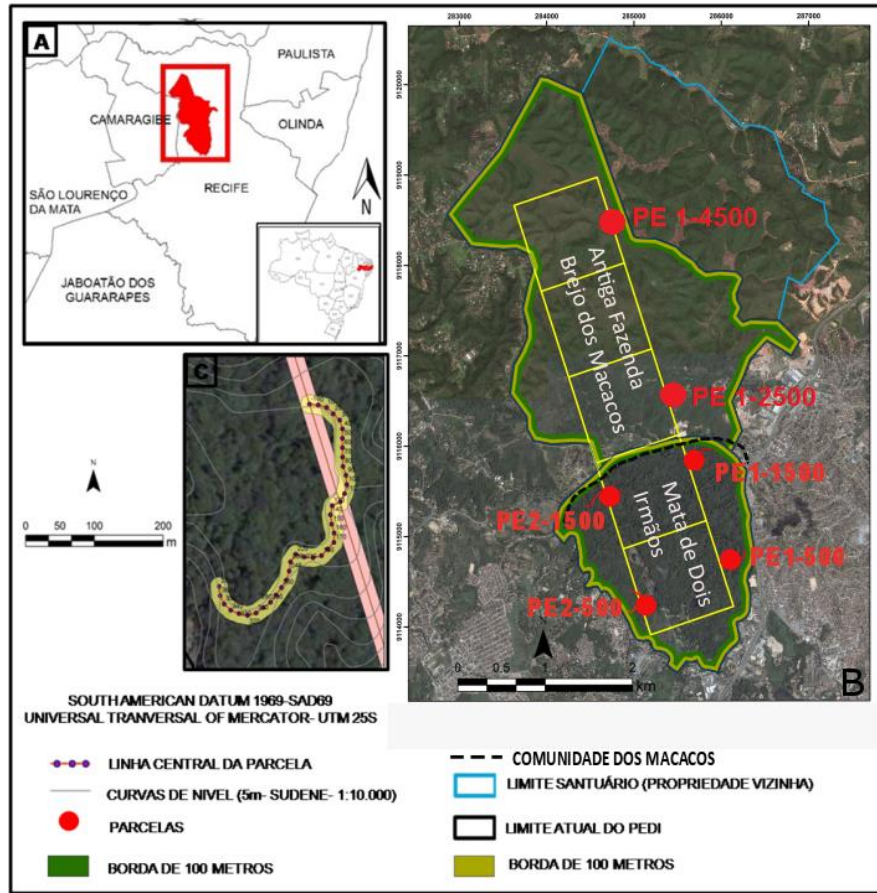 A
PAULISTA
CAMARAGIBE
OLINDA
SÃO LOURENÇO
DA MATA
RECIFE
N
JABOATÃO DOS
GUARARAPES
C
N
0 50 100 200
m
283000 284000 285000 286000 287000
9120000
9119000
9118000
9117000
9116000
9115000
9114000
PE 1-4500
Antiga Fazenda
Brejo dos Macacos
PE 1-2500
PE1-1500
PE2-1500
Mata de Dois
Irmãos
PE1-500
PE2-500
N
0 0.5 1 2
km
B
SOUTH AMERICAN DATUM 1969-SAD69
UNIVERSAL TRANVERSAL OF MERCATOR- UTM 25S
LINHA CENTRAL DA PARCELA
CURVAS DE NIVEL (5m- SUDENE- 1:10.000)
PARCELAS
BORDA DE 100 METROS
COMUNIDADE DOS MACACOS
LIMITE SANTUÁRIO (PROPRIEDADE VIZINHA)
LIMITE ATUAL DO PEDI
BORDA DE 100 METROS